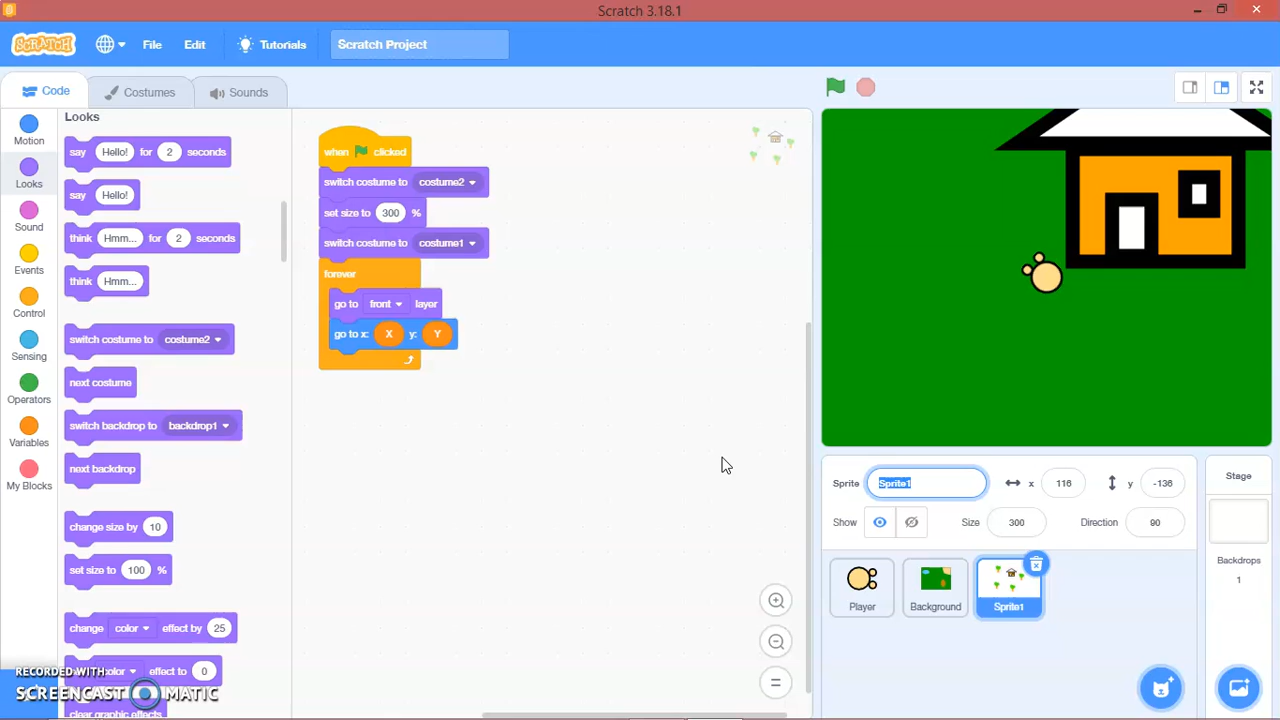 Scratch 3.18.1
SCRATCH File Edit Tutorials Scratch Project
Code Costumes Sounds
Motion
Looks
Sound
Events
Control
Sensing
Operators
Variables
My Blocks
Looks
say Hello! for 2 seconds
say Hello!
think Hmm... for 2 seconds
think Hmm...
switch costume to costume2
next costume
switch backdrop to backdrop1
next backdrop
change size by 10
set size to 100 %
change color effect by 25
color effect to 0
clear graphic effects
when clicked
switch costume to costume2
set size to 300 %
switch costume to costume1
forever
go to front layer
go to x: X y: Y
Sprite Sprite1 x 116 y -136
Show Size 300 Direction 90
Player Background Sprite1
Stage
Backdrops
1
RECORDED WITH
SCREENCAST MATIC